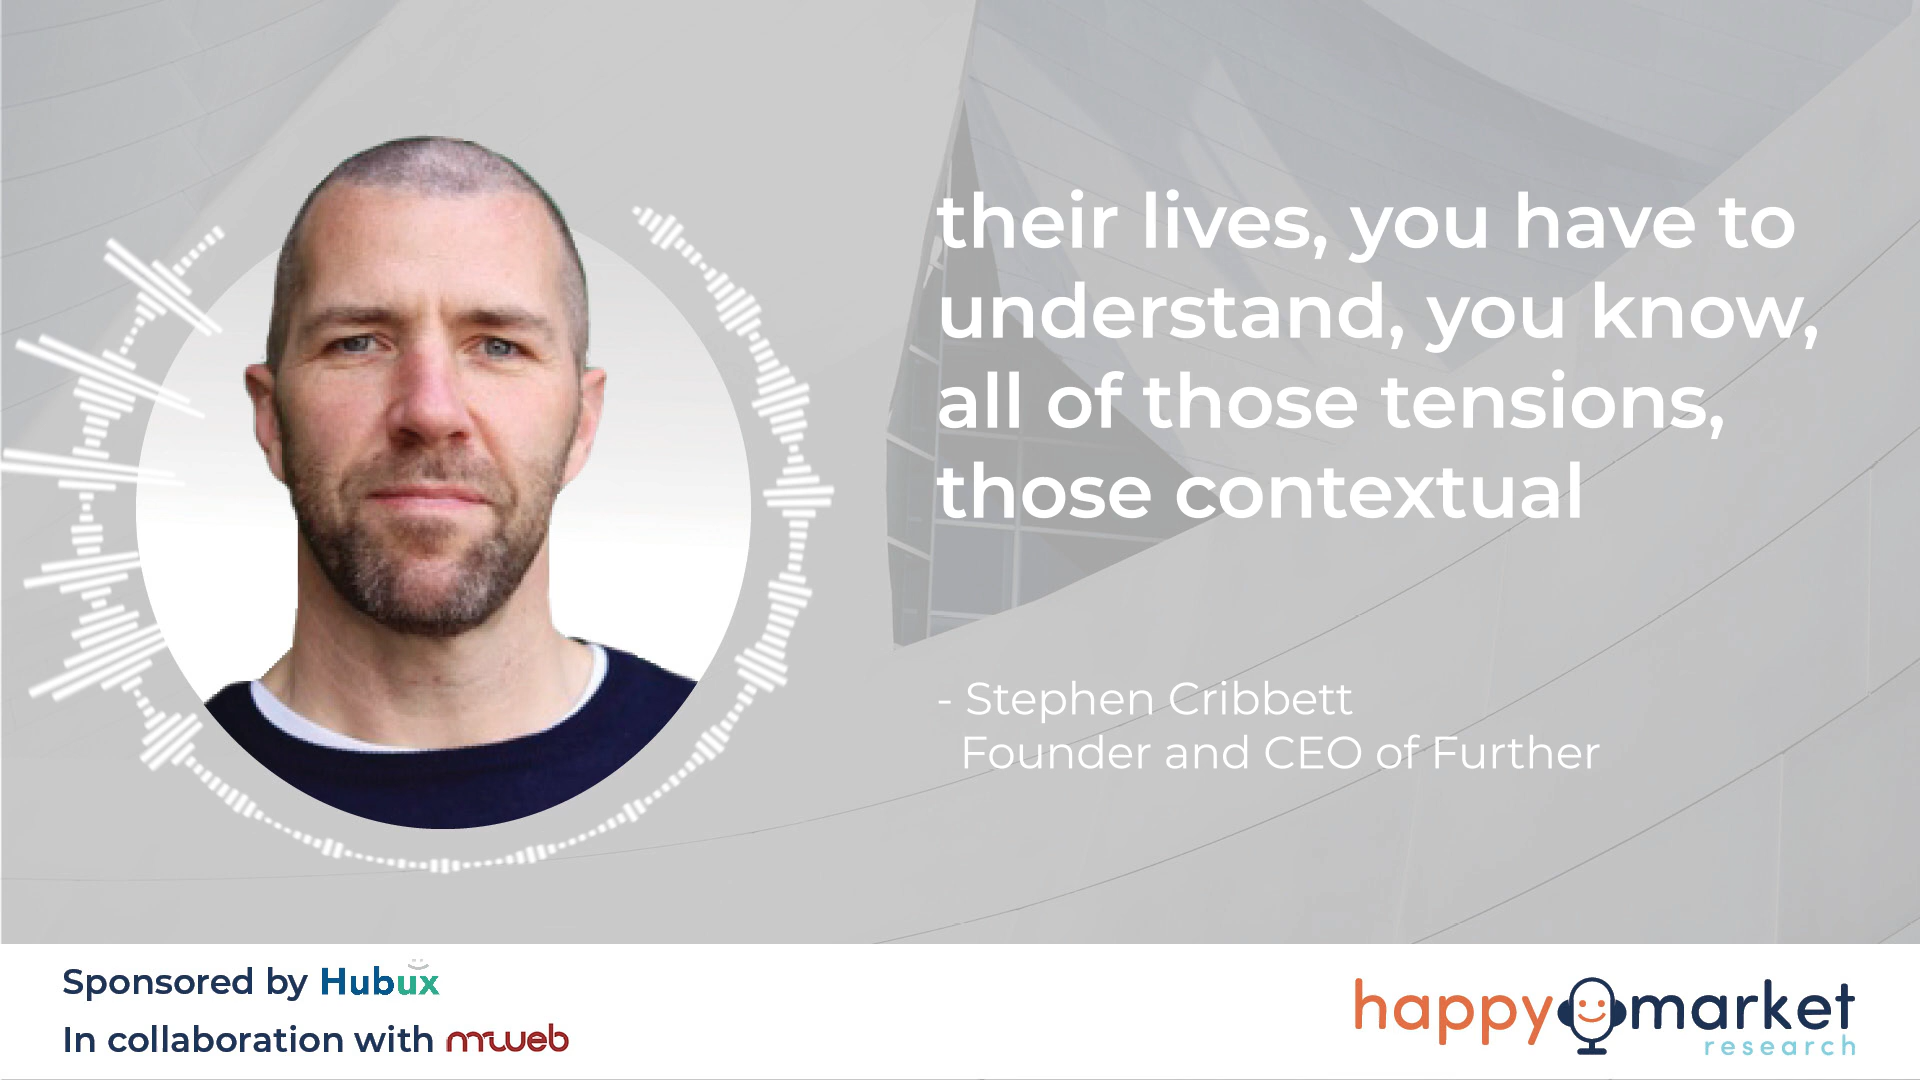 their lives, you have to
understand, you know,
all of those tensions,
those contextual
- Stephen Cribbett
Founder and CEO of Further
Sponsored by Hubux
In collaboration with mrweb
happy market
research